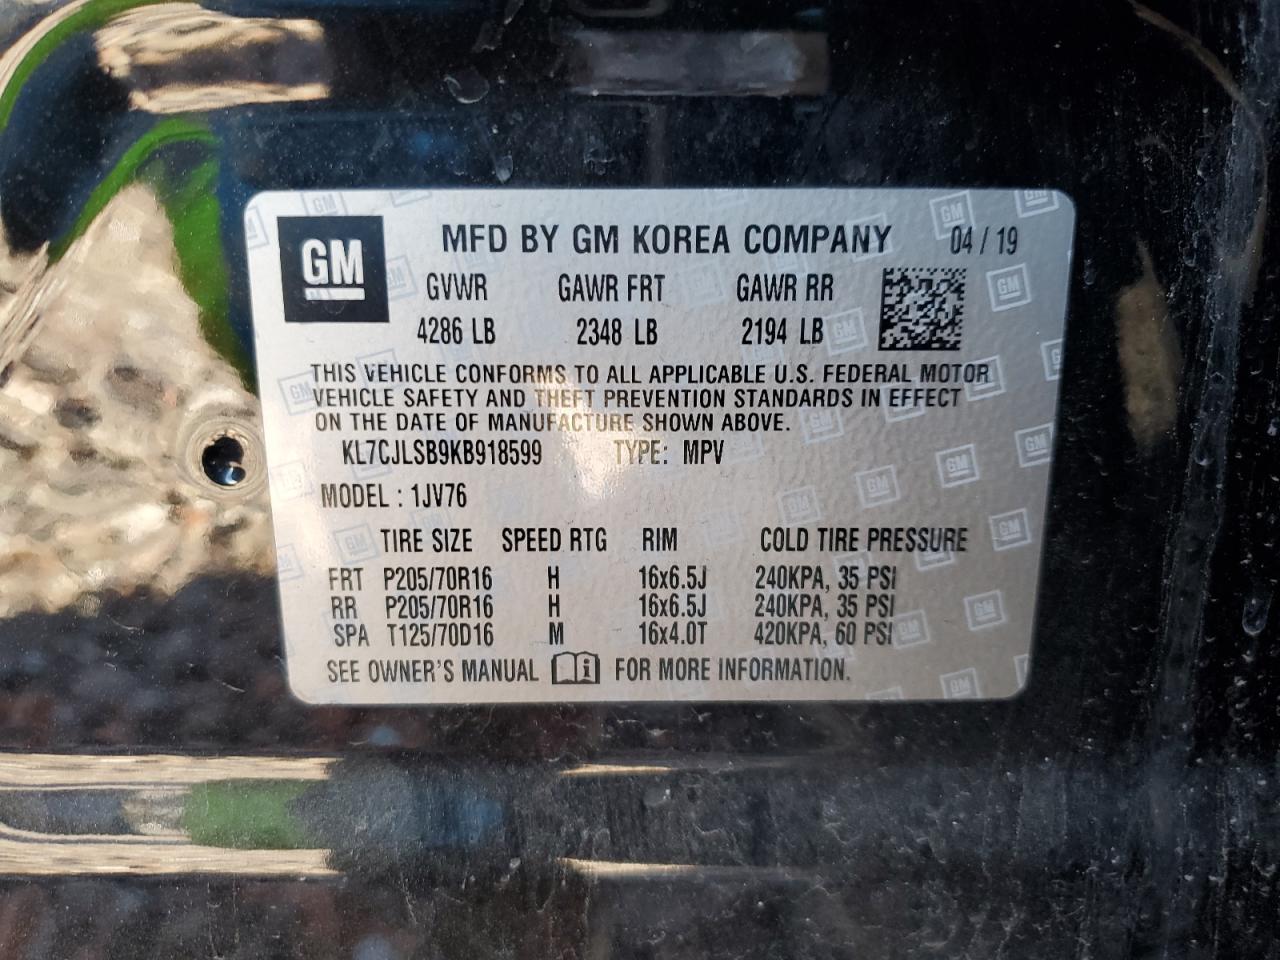 GM MFD BY GM KOREA COMPANY 04 / 19
GVWR GAWR FRT GAWR RR
4286 LB 2348 LB 2194 LB
THIS VEHICLE CONFORMS TO ALL APPLICABLE U.S. FEDERAL MOTOR
VEHICLE SAFETY AND THEFT PREVENTION STANDARDS IN EFFECT
ON THE DATE OF MANUFACTURE SHOWN ABOVE.
KL7CJLSB9KB918599 TYPE: MPV
MODEL : 1JV76
TIRE SIZE SPEED RTG RIM COLD TIRE PRESSURE
FRT P205/70R16 H 16x6.5J 240KPA, 35 PSI
RR P205/70R16 H 16x6.5J 240KPA, 35 PSI
SPA T125/70D16 M 16x4.0T 420KPA, 60 PSI
SEE OWNER'S MANUAL FOR MORE INFORMATION.